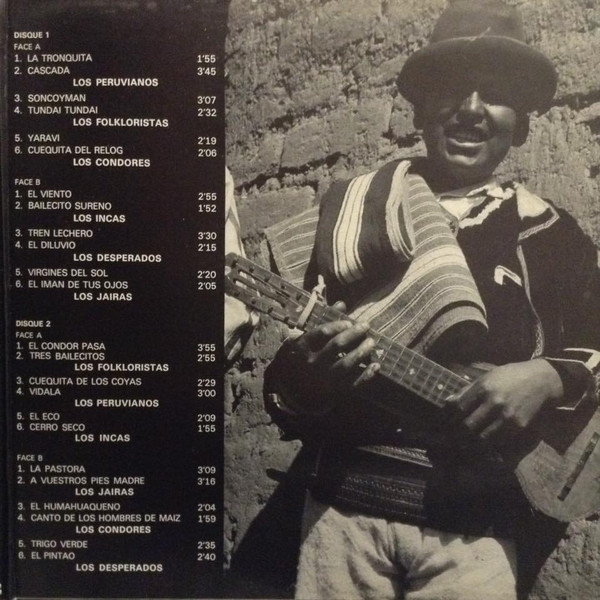 DISQUE 1
FACE A
1. LA TRONQUITA 1'55
2. CASCADA 3'45
LOS PERUVIANOS
3. SONCOYMAN 3'07
4. TUNDAI TUNDAI 2'32
LOS FOLKLORISTAS
5. YARAVI 2'19
6. CUEQUITA DEL RELOG 2'06
LOS CONDORES
FACE B
1. EL VIENTO 2'55
2. BAILECITO SURENO 1'52
LOS INCAS
3. TREN LECHERO 3'30
4. EL DILUVIO 2'15
LOS DESPERADOS
5. VIRGINES DEL SOL 2'20
6. EL IMAN DE TUS OJOS 2'05
LOS JAIRAS
DISQUE 2
FACE A
1. EL CONDOR PASA 3'55
2. TRES BAILECITOS 2'55
LOS FOLKLORISTAS
3. CUEQUITA DE LOS COYAS 2'29
4. VIDALA 3'00
LOS PERUVIANOS
5. EL ECO 2'09
6. CERRO SECO 1'55
LOS INCAS
FACE B
1. LA PASTORA 3'09
2. A VUESTROS PIES MADRE 3'16
LOS JAIRAS
3. EL HUMAHUAQUENO 2'04
4. CANTO DE LOS HOMBRES DE MAIZ 1'59
LOS CONDORES
5. TRIGO VERDE 2'35
6. EL PINTAO 2'40
LOS DESPERADOS